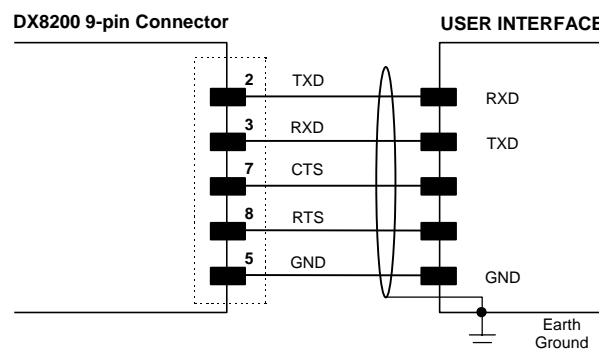 DX8200 9-pin Connector USER INTERFACE
2 TXD RXD
3 RXD TXD
7 CTS
8 RTS
5 GND GND
Earth
Ground